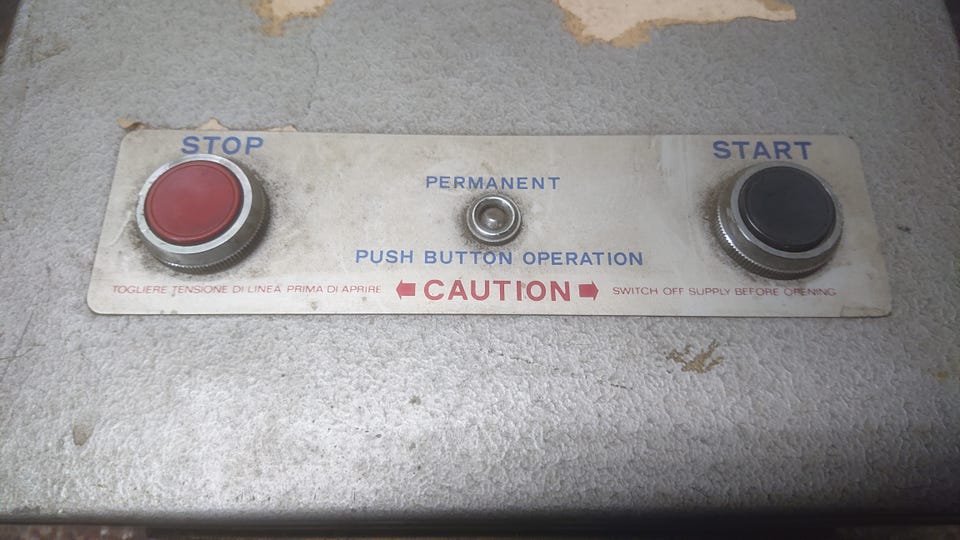 STOP
START
PERMANENT
PUSH BUTTON OPERATION
TOGLIERE TENSIONE DI LINEA PRIMA DI APRIRE CAUTION SWITCH OFF SUPPLY BEFORE OPENING